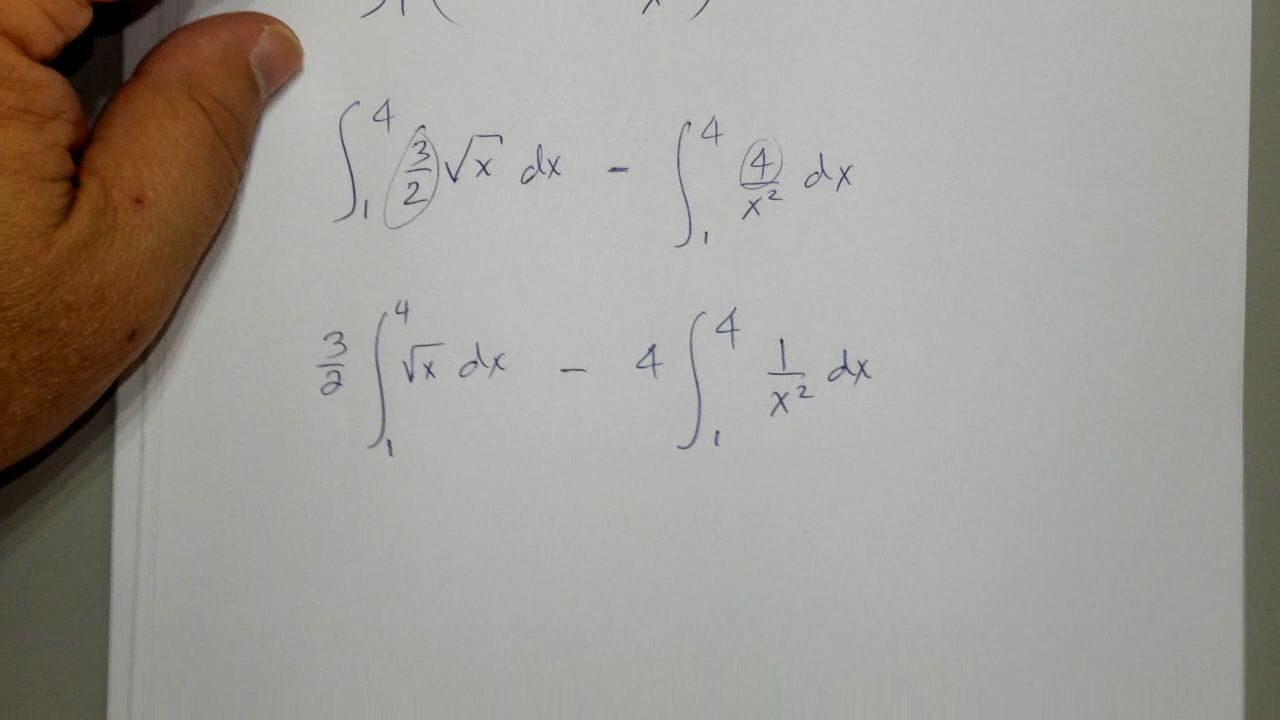 ∫₁⁴ 3/2 √x dx - ∫₁⁴ 4/x² dx
3/2 ∫₁⁴ √x dx - 4 ∫₁⁴ 1/x² dx